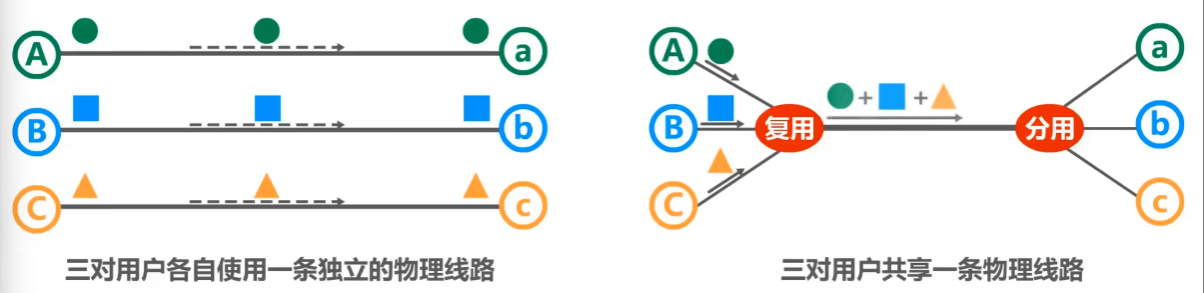 A a
B b
C c
三对用户各自使用一条独立的物理线路
A a
B 复用 + + 分用 b
C c
三对用户共享一条物理线路